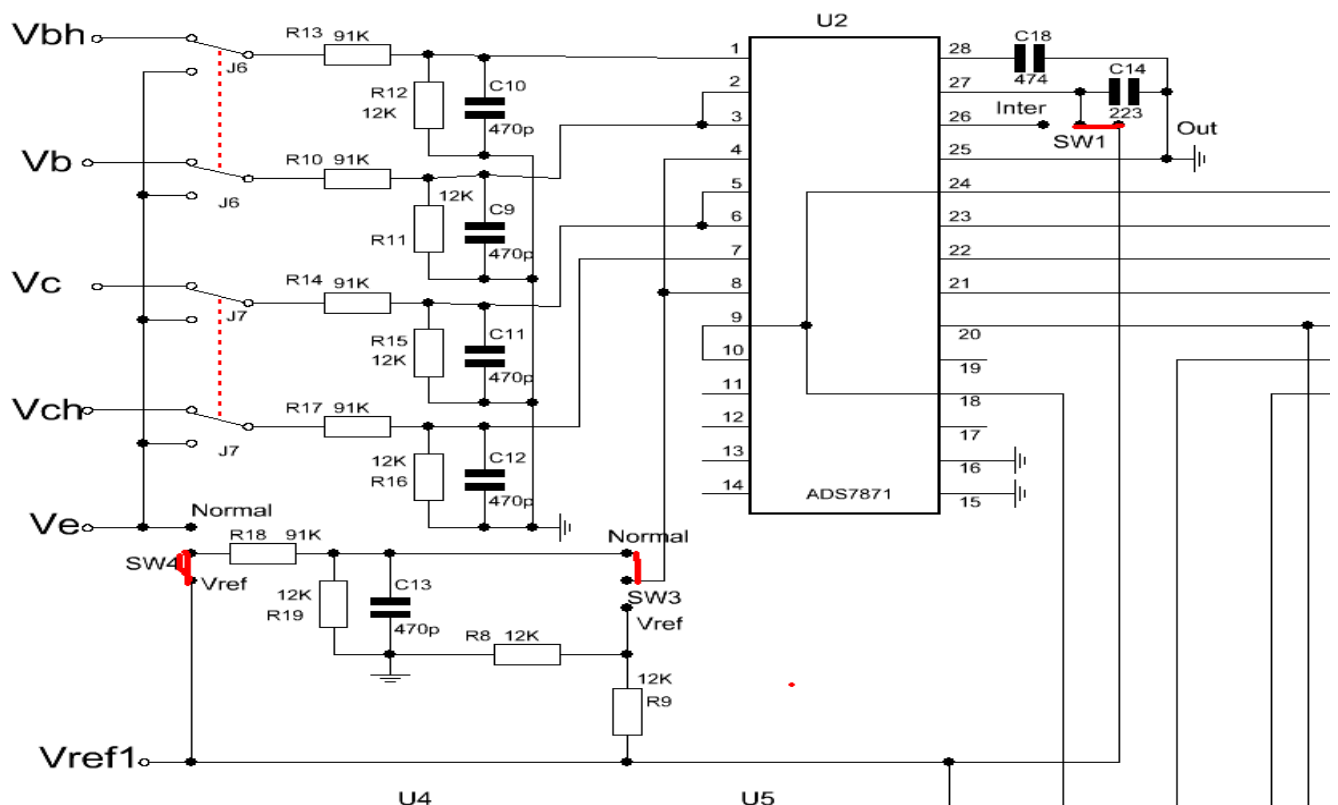 U2
Vbh
R13 91K
J6
R12
12K
C10
470p
1
28
C18
474
2
27
C14
223
3
26
Inter
SW1
Out
Vb
R10 91K
J6
12K
R11
C9
470p
4
25
5
24
6
23
7
22
Vc
R14 91K
J7
R15
12K
C11
470p
8
21
9
20
10
19
11
18
Vch
R17 91K
J7
12K
R16
C12
470p
12
17
13
16
14
15
ADS7871
Ve
Normal
R18 91K
SW4
Vref
12K
R19
C13
470p
Normal
SW3
Vref
R8 12K
12K
R9
Vref1
U4
U5